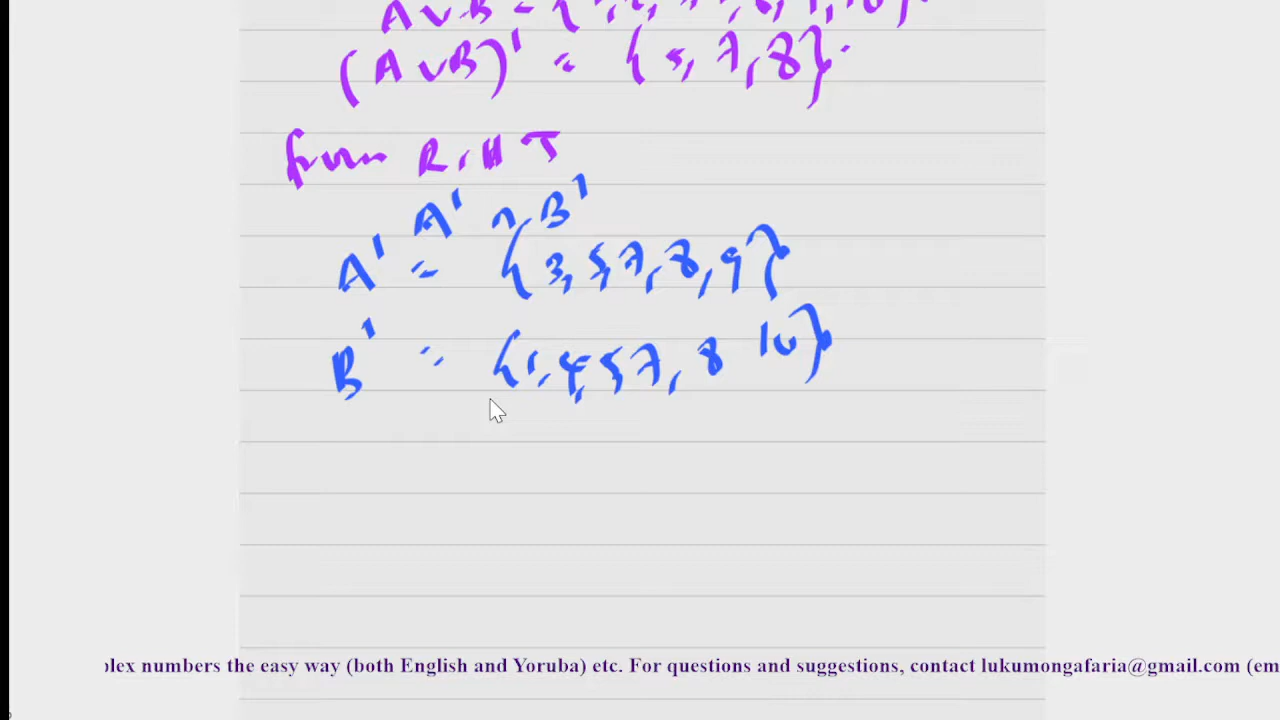 A∪B = {
(A∪B)' = {5, 7, 8}.
from R.H.S
A' ∩ B'
A' = {3, 5, 7, 8, 9}
B' = {1, 4, 5 7, 8 10}
plex numbers the easy way (both English and Yoruba) etc. For questions and suggestions, contact lukumongafaria@gmail.com (em